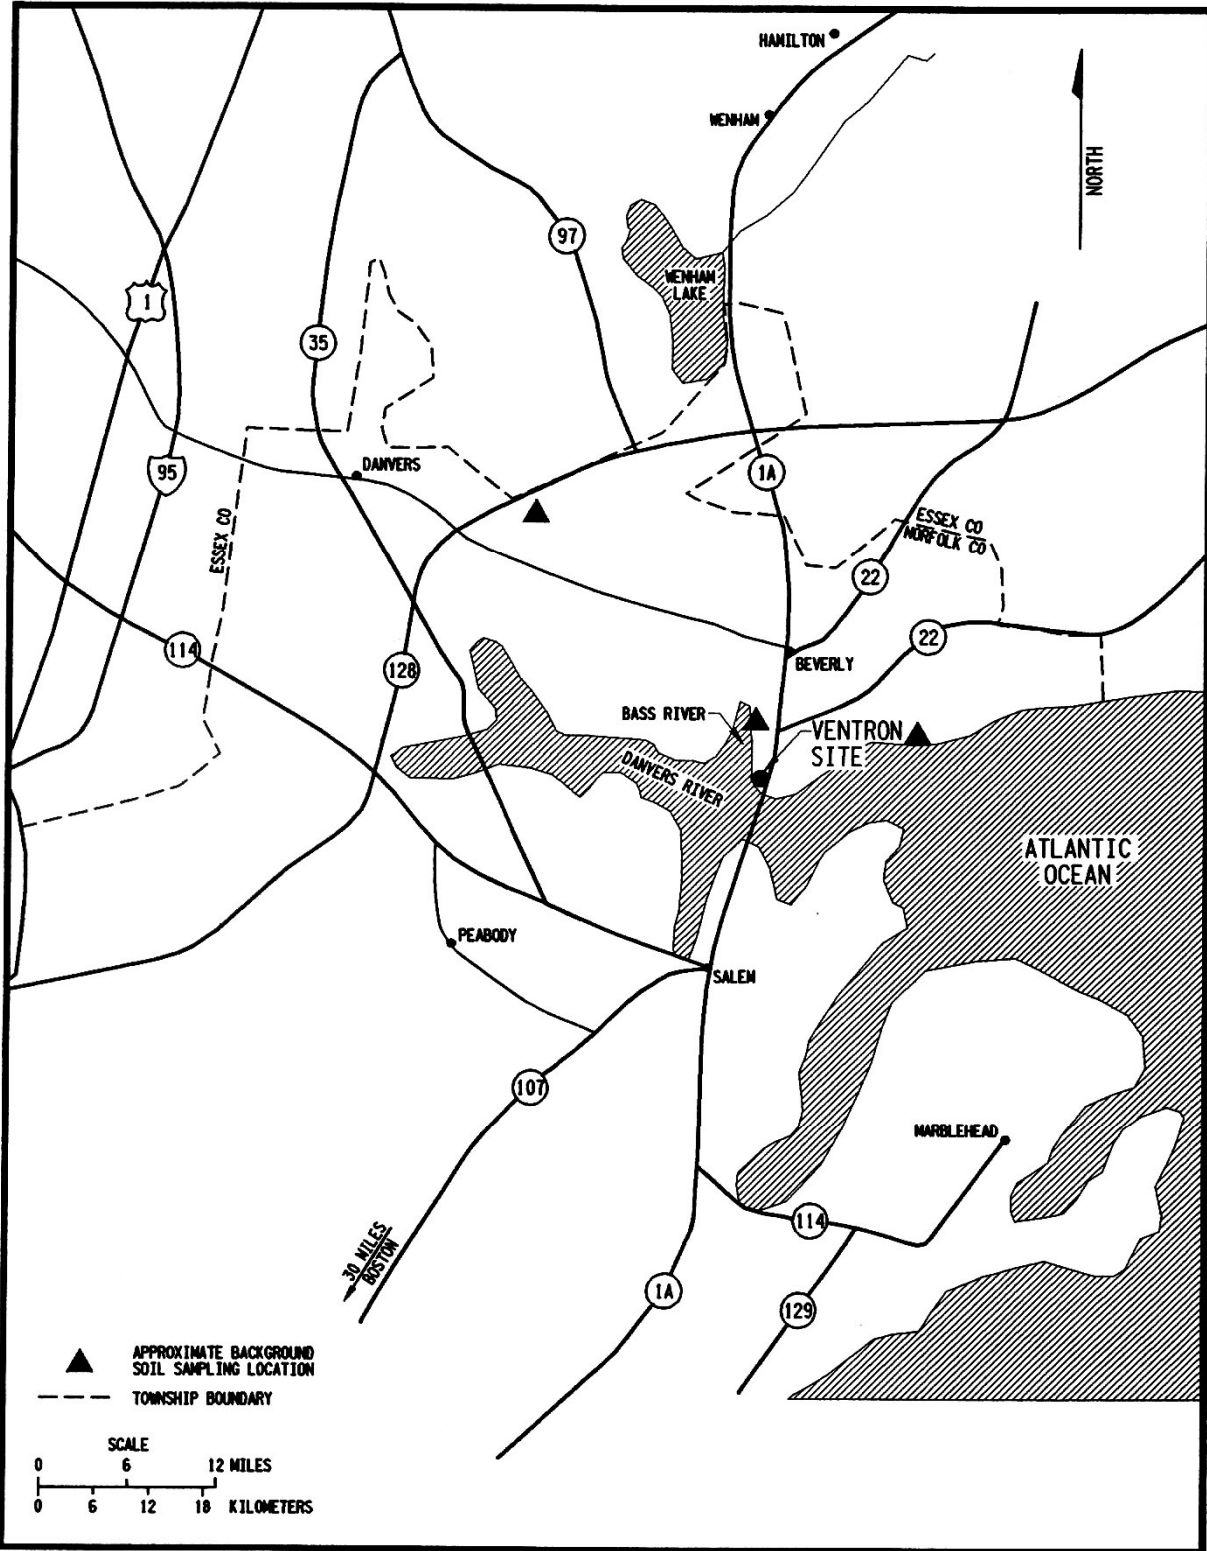 HAMILTON
WENHAM
NORTH
97
WENHAM
LAKE
1
35
95
DANVERS
1A
ESSEX CO
ESSEX CO
NORFOLK CO
22
114
128
22
BEVERLY
BASS RIVER
VENTRON
SITE
DANVERS RIVER
ATLANTIC
OCEAN
PEABODY
SALEM
107
MARBLEHEAD
114
30 MILES
BOSTON
1A
129
APPROXIMATE BACKGROUND
SOIL SAMPLING LOCATION
TOWNSHIP BOUNDARY
SCALE
0 6 12 MILES
0 6 12 18 KILOMETERS